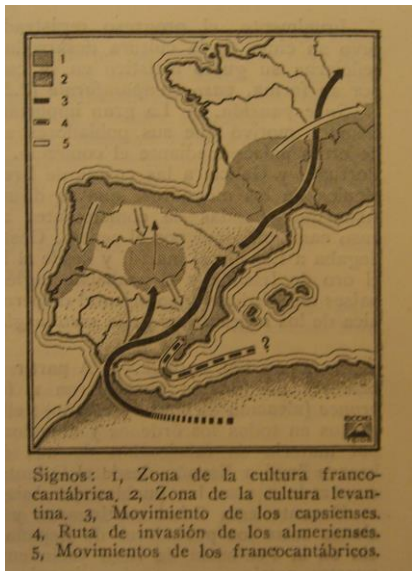 1
2
3
4
5
?
Signos: 1, Zona de la cultura franco-
cantábrica. 2, Zona de la cultura levan-
tina. 3, Movimiento de los capsienses.
4, Ruta de invasión de los almerienses.
5, Movimientos de los francocantábricos.